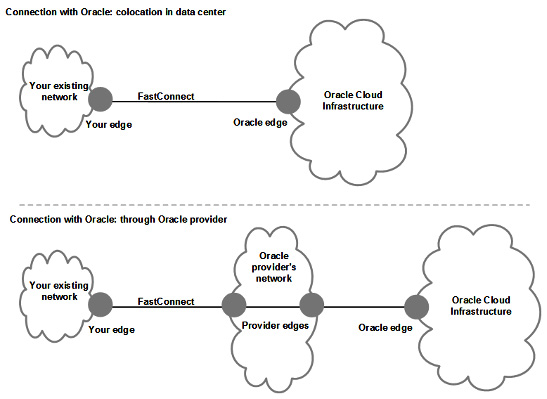 Connection with Oracle: colocation in data center
Your existing
network
FastConnect
Your edge
Oracle edge
Oracle Cloud
Infrastructure
Connection with Oracle: through Oracle provider
Your existing
network
FastConnect
Your edge
Oracle
provider's
network
Provider edges
Oracle edge
Oracle Cloud
Infrastructure